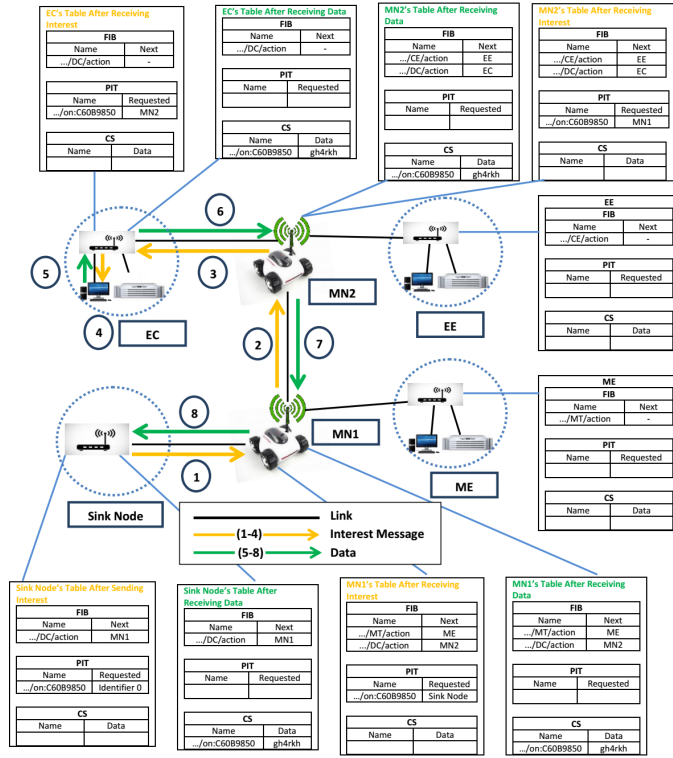 EC's Table After Receiving
Interest
FIB
Name Next
.../DC/action -
PIT
Name Requested
.../on:C60B9850 MN2
CS
Name Data
EC's Table After Receiving Data
FIB
Name Next
.../DC/action -
PIT
Name Requested
CS
Name Data
.../on:C60B9850 gh4rkh
MN2's Table After Receiving
Data
FIB
Name Next
.../CE/action EE
.../DC/action EC
PIT
Name Requested
CS
Name Data
.../on:C60B9850 gh4rkh
MN2's Table After Receiving
Interest
FIB
Name Next
.../CE/action EE
.../DC/action EC
PIT
Name Requested
.../on:C60B9850 MN1
CS
Name Data
6
5
3
4
EC
MN2
EE
2
7
EE
FIB
Name Next
.../CE/action -
PIT
Name Requested
CS
Name Data
8
1
MN1
Sink Node
ME
ME
FIB
Name Next
.../MT/action -
PIT
Name Requested
CS
Name Data
Link
(1-4) Interest Message
(5-8) Data
Sink Node's Table After Sending
Interest
FIB
Name Next
.../DC/action MN1
PIT
Name Requested
.../on:C60B9850 Identifier 0
CS
Name Data
Sink Node's Table After
Receiving Data
FIB
Name Next
.../DC/action MN1
PIT
Name Requested
CS
Name Data
.../on:C60B9850 gh4rkh
MN1's Table After Receiving
Interest
FIB
Name Next
.../MT/action ME
.../DC/action MN2
PIT
Name Requested
.../on:C60B9850 Sink Node
CS
Name Data
MN1's Table After Receiving
Data
FIB
Name Next
.../MT/action ME
.../DC/action MN2
PIT
Name Requested
CS
Name Data
.../on:C60B9850 gh4rkh